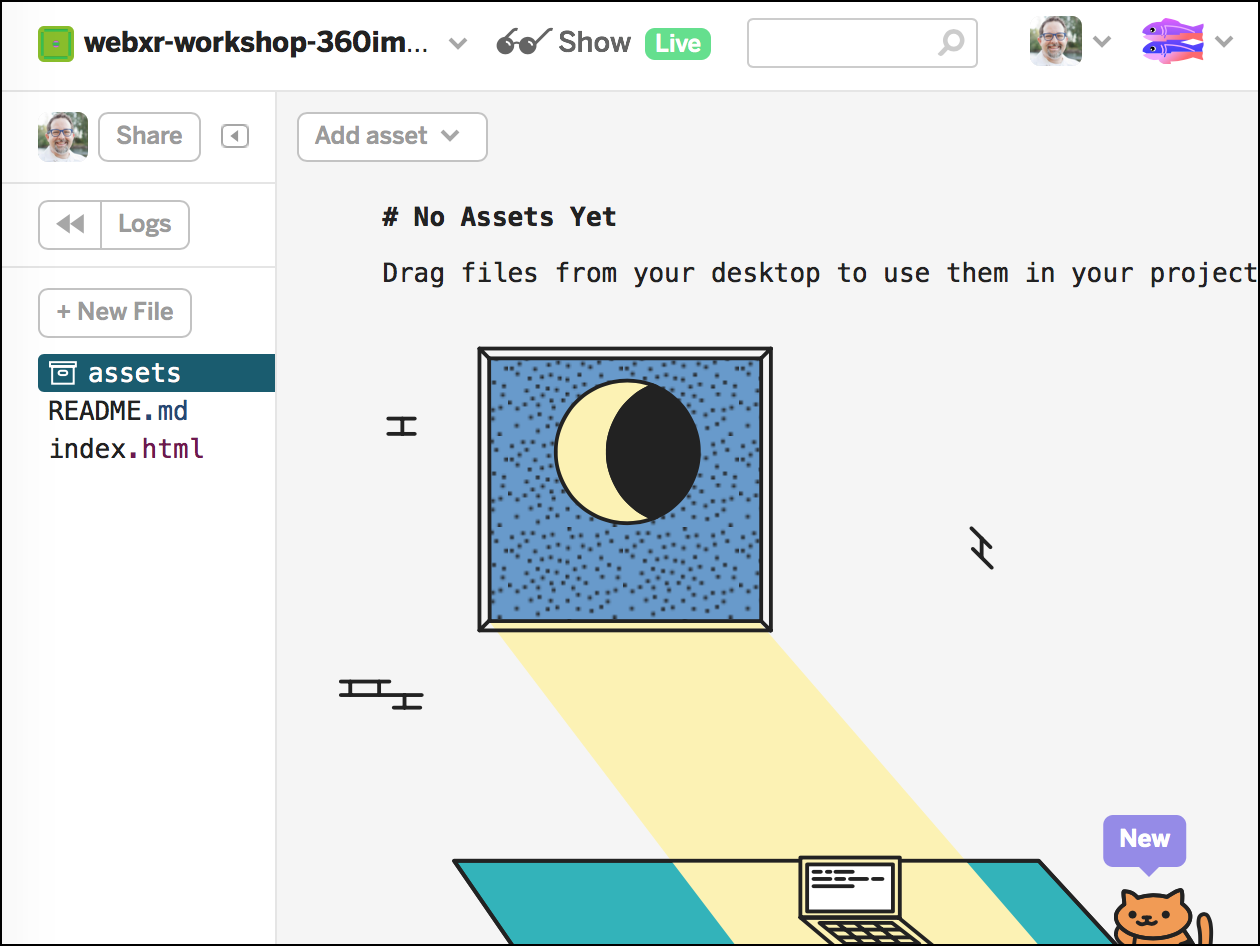 webxr-workshop-360im...
Show
Live
Share
Add asset
Logs
+ New File
assets
README.md
index.html
# No Assets Yet
Drag files from your desktop to use them in your project
New